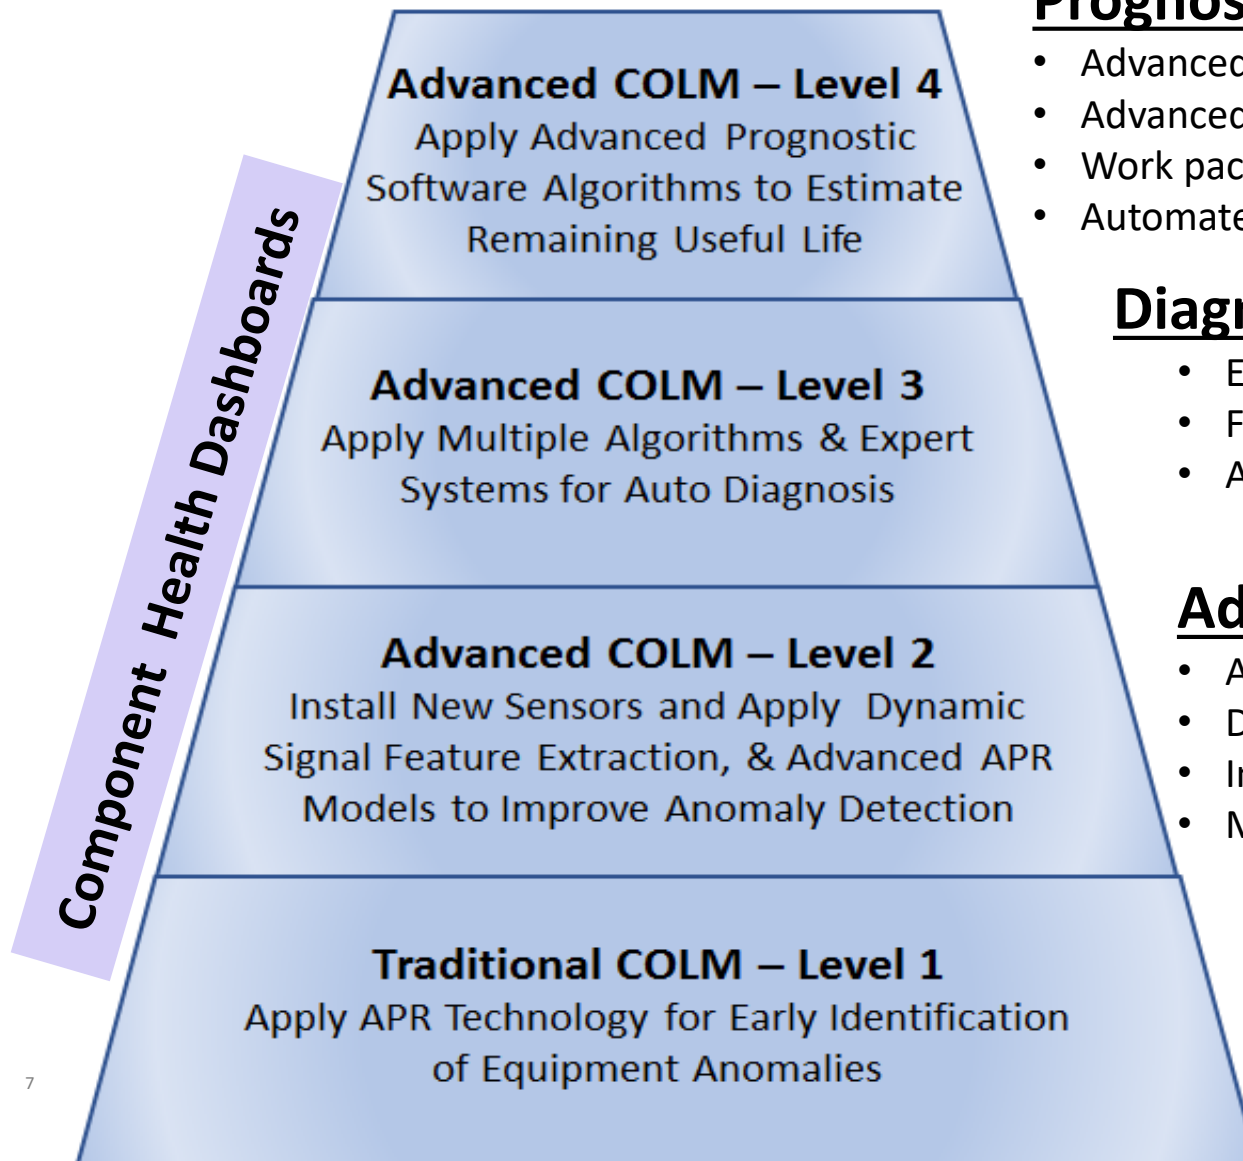 Advanced COLM – Level 4
Apply Advanced Prognostic
Software Algorithms to Estimate
Remaining Useful Life
Advanced COLM – Level 3
Apply Multiple Algorithms & Expert
Systems for Auto Diagnosis
Advanced COLM – Level 2
Install New Sensors and Apply Dynamic
Signal Feature Extraction, & Advanced APR
Models to Improve Anomaly Detection
Traditional COLM – Level 1
Apply APR Technology for Early Identification
of Equipment Anomalies
Component Health Dashboards
• Advanced
• Advanced
• Work
7